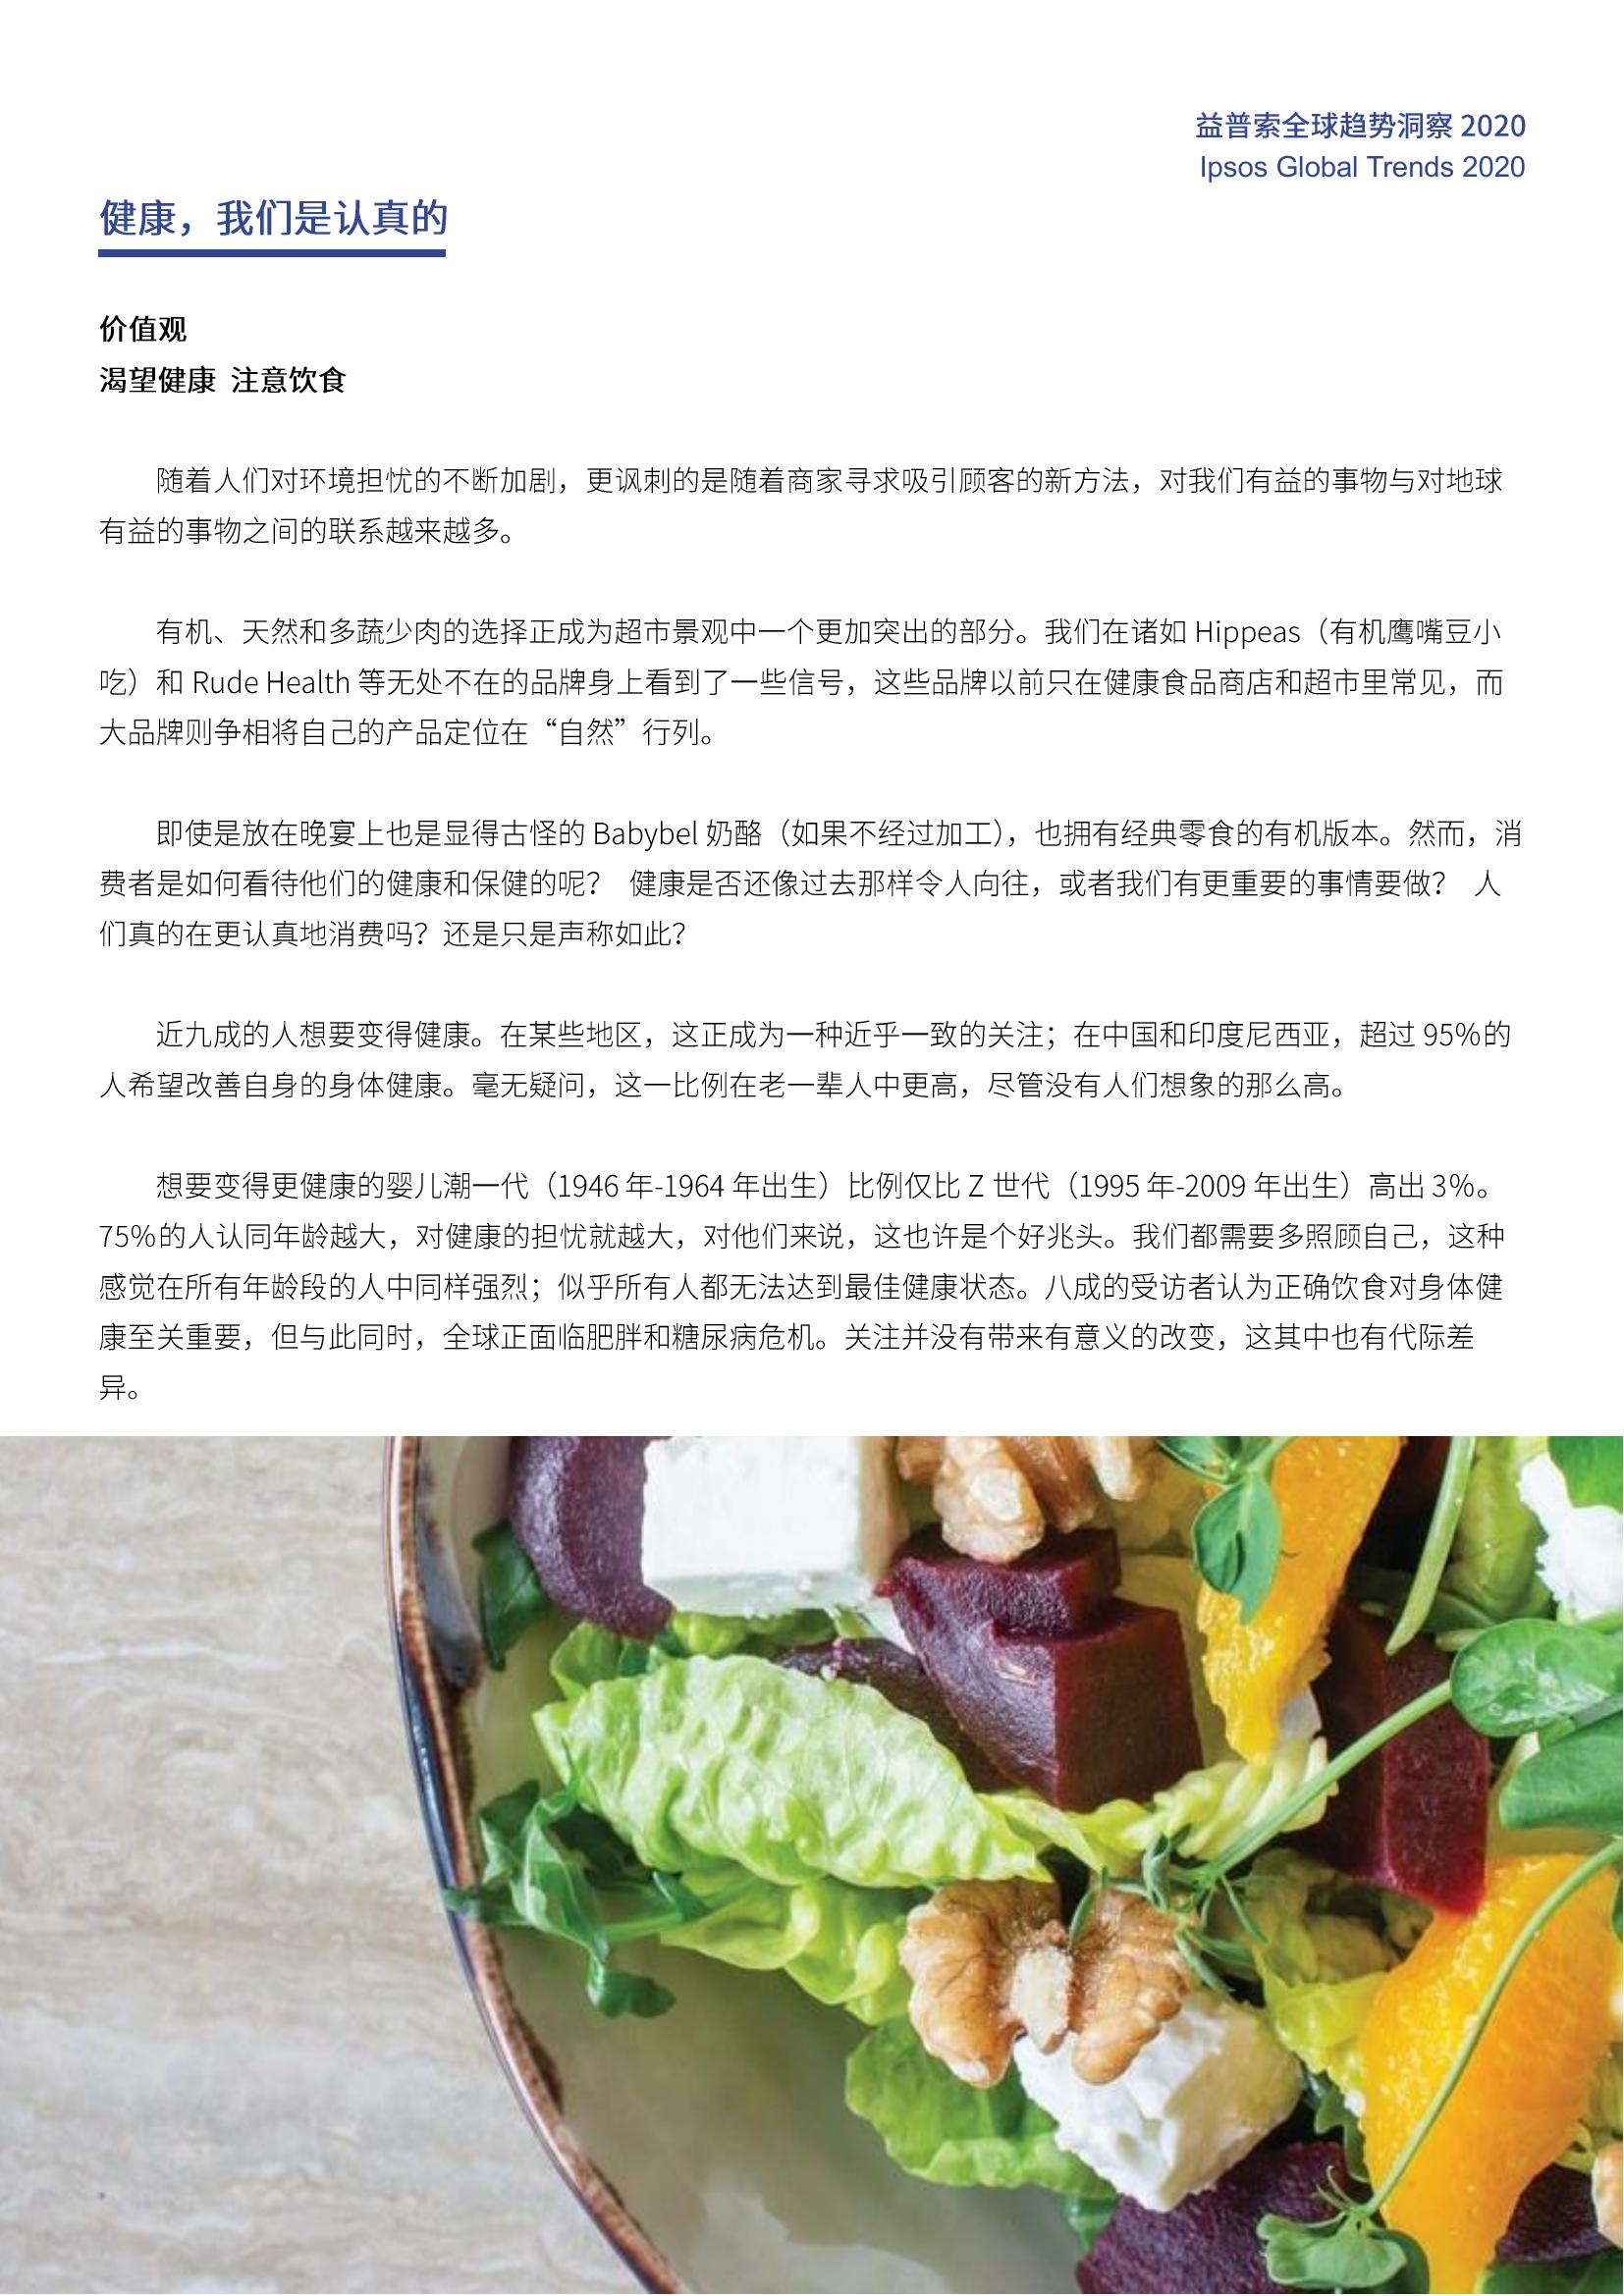 益普索全球趋势洞察 2020
Ipsos Global Trends 2020
健康，我们是认真的
价值观
渴望健康 注意饮食
随着人们对环境担忧的不断加剧，更讽刺的是随着商家寻求吸引顾客的新方法，对我们有益的事物与对地球
有益的事物之间的联系越来越多。
有机、天然和多蔬少肉的选择正成为超市景观中一个更加突出的部分。我们在诸如 Hippeas（有机鹰嘴豆小
吃）和 Rude Health 等无处不在的品牌身上看到了一些信号，这些品牌以前只在健康食品商店和超市里常见，而
大品牌则争相将自己的产品定位在“自然”行列。
即使是放在晚宴上也是显得古怪的 Babybel 奶酪（如果不经过加工），也拥有经典零食的有机版本。然而，消
费者是如何看待他们的健康和保健的呢？ 健康是否还像过去那样令人向往，或者我们有更重要的事情要做？ 人
们真的在更认真地消费吗？还是只是声称如此？
近九成的人想要变得健康。在某些地区，这正成为一种近乎一致的关注；在中国和印度尼西亚，超过 95%的
人希望改善自身的身体健康。毫无疑问，这一比例在老一辈人中更高，尽管没有人们想象的那么高。
想要变得更健康的婴儿潮一代（1946 年-1964 年出生）比例仅比 Z 世代（1995 年-2009 年出生）高出 3%。
75%的人认同年龄越大，对健康的担忧就越大，对他们来说，这也许是个好兆头。我们都需要多照顾自己，这种
感觉在所有年龄段的人中同样强烈；似乎所有人都无法达到最佳健康状态。八成的受访者认为正确饮食对身体健
康至关重要，但与此同时，全球正面临肥胖和糖尿病危机。关注并没有带来有意义的改变，这其中也有代际差
异。